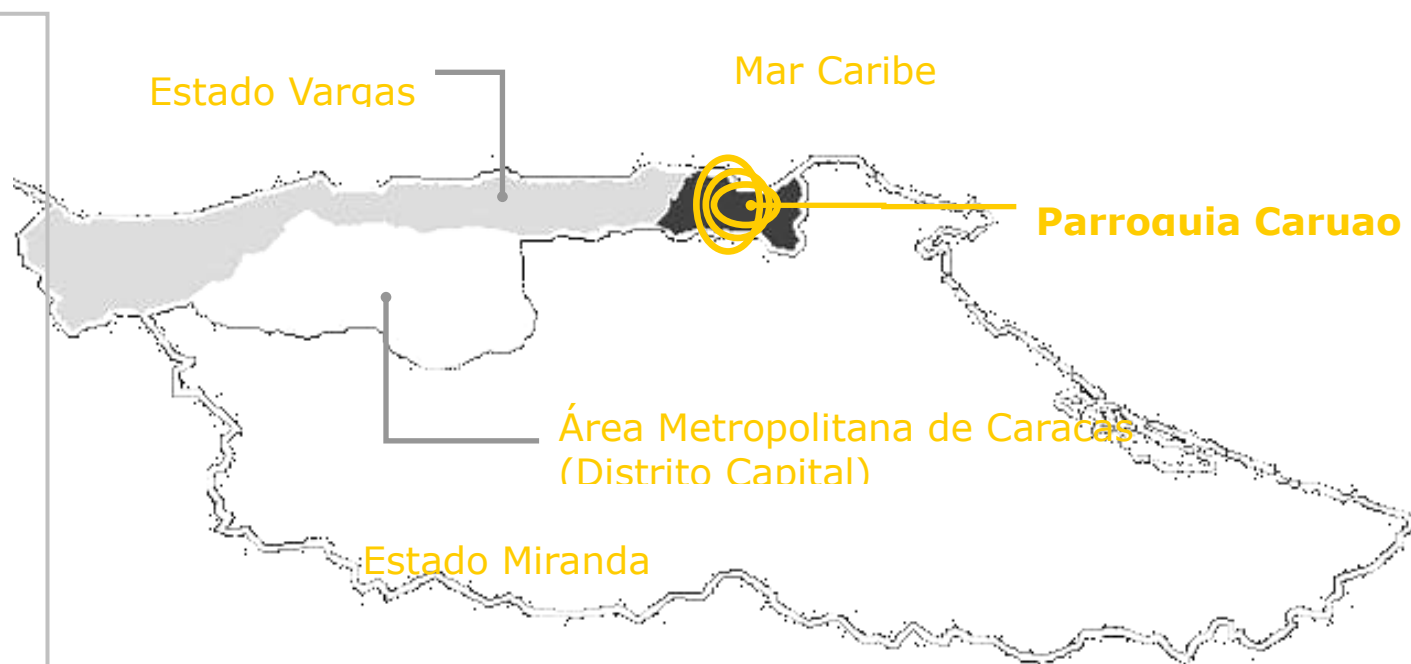 Mar Caribe
Estado Vargas
Parroquia Caruao
Área Metropolitana de Caracas
(Distrito Capital)
Estado Miranda